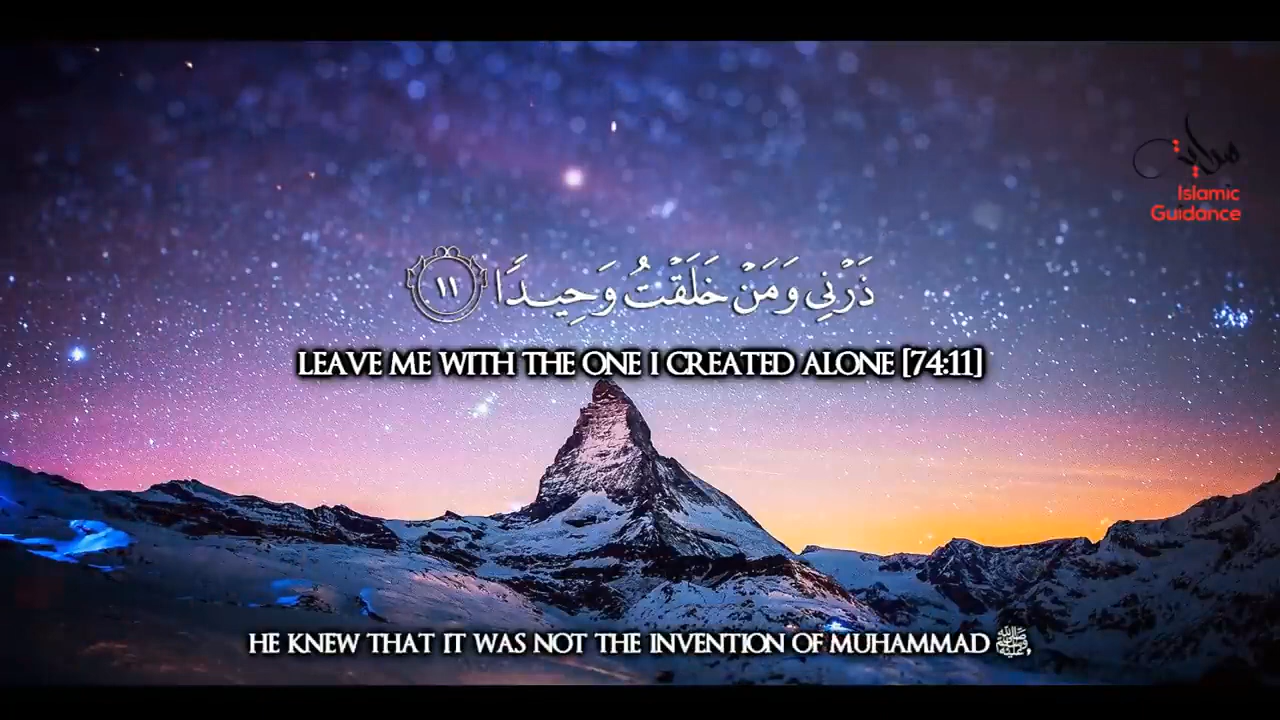 هداية
Islamic
Guidance
ذَرْنِي وَمَنْ خَلَقْتُ وَحِيدًا ١١
LEAVE ME WITH THE ONE I CREATED ALONE [74:11]
HE KNEW THAT IT WAS NOT THE INVENTION OF MUHAMMAD ﷺ,